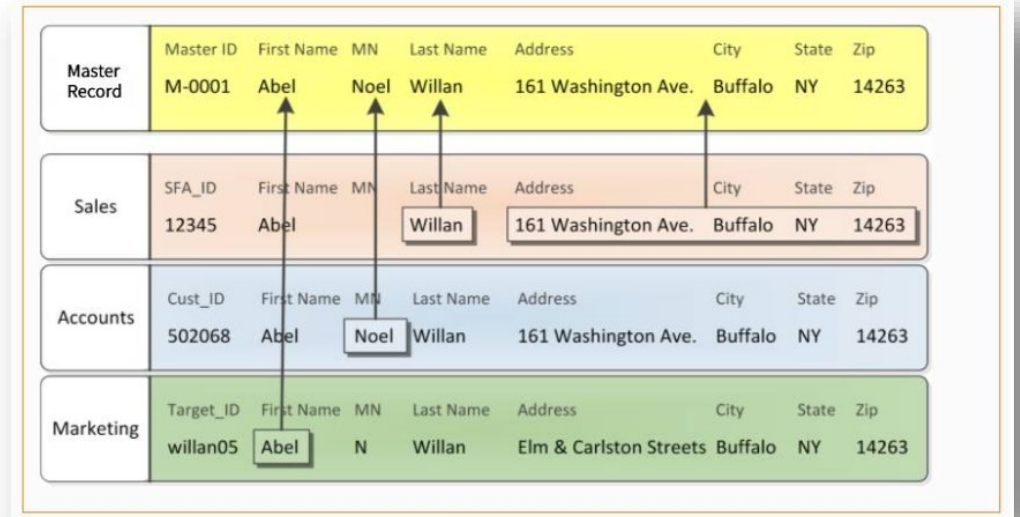 Master Record
Master ID First Name MN Last Name Address City State Zip
M-0001 Abel Noel Willan 161 Washington Ave. Buffalo NY 14263
Sales
SFA_ID First Name MN Last Name Address City State Zip
12345 Abel Willan 161 Washington Ave. Buffalo NY 14263
Accounts
Cust_ID First Name MN Last Name Address City State Zip
502068 Abel Noel Willan 161 Washington Ave. Buffalo NY 14263
Marketing
Target_ID First Name MN Last Name Address City State Zip
willan05 Abel N Willan Elm & Carlston Streets Buffalo NY 14263